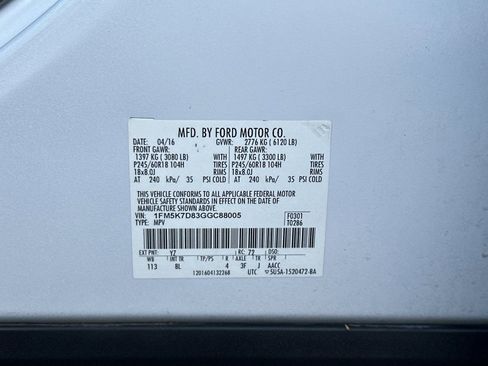 MFD. BY FORD MOTOR CO.
DATE: 04/16 GVWR: 2776 KG ( 6120 LB)
FRONT GAWR: REAR GAWR:
1397 KG ( 3080 LB) 1497 KG ( 3300 LB)
P245/60R18 104H TIRES P245/60R18 104H TIRES
18x8.0J RIMS 18x8.0J RIMS
AT 240 kPa/ 35 PSI COLD AT 240 kPa/ 35 PSI COLD
THIS VEHICLE CONFORMS TO ALL APPLICABLE FEDERAL MOTOR
VEHICLE SAFETY STANDARDS IN EFFECT ON THE DATE OF
MANUFACTURE SHOWN ABOVE.
VIN: 1FM5K7D83GGC88005 F0301
TYPE: MPV T0286
EXT PNT: Y7 RC: 72 DSO:
WB INT TR TP/PS R AXLE TR SPR
113 8L 4 3F J AACC
1201604132268 UTC 5U5A-1520472-BA